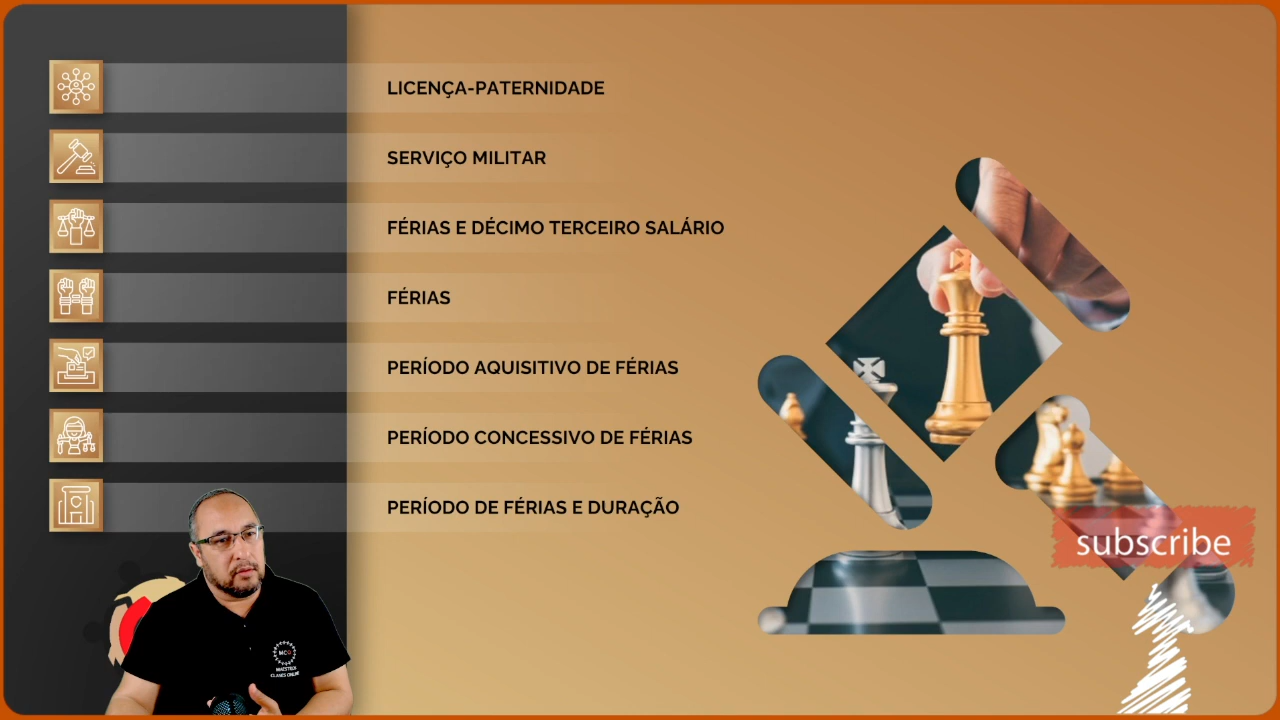 LICENÇA-PATERNIDADE
SERVIÇO MILITAR
FÉRIAS E DÉCIMO TERCEIRO SALÁRIO
FÉRIAS
PERÍODO AQUISITIVO DE FÉRIAS
PERÍODO CONCESSIVO DE FÉRIAS
PERÍODO DE FÉRIAS E DURAÇÃO
subscribe
MCO